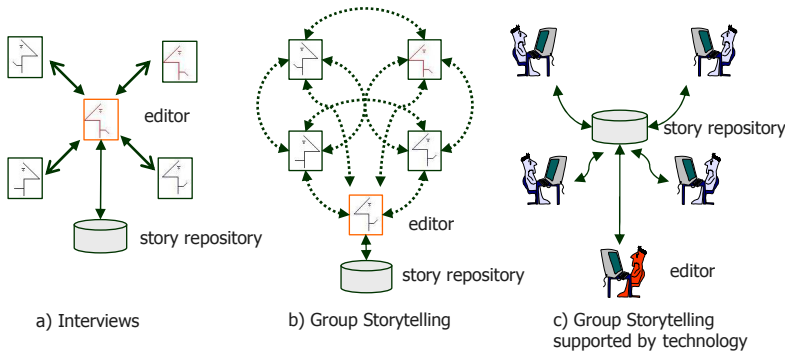 editor
story repository
a) Interviews
editor
story repository
b) Group Storytelling
story repository
editor
c) Group Storytelling
supported by technology